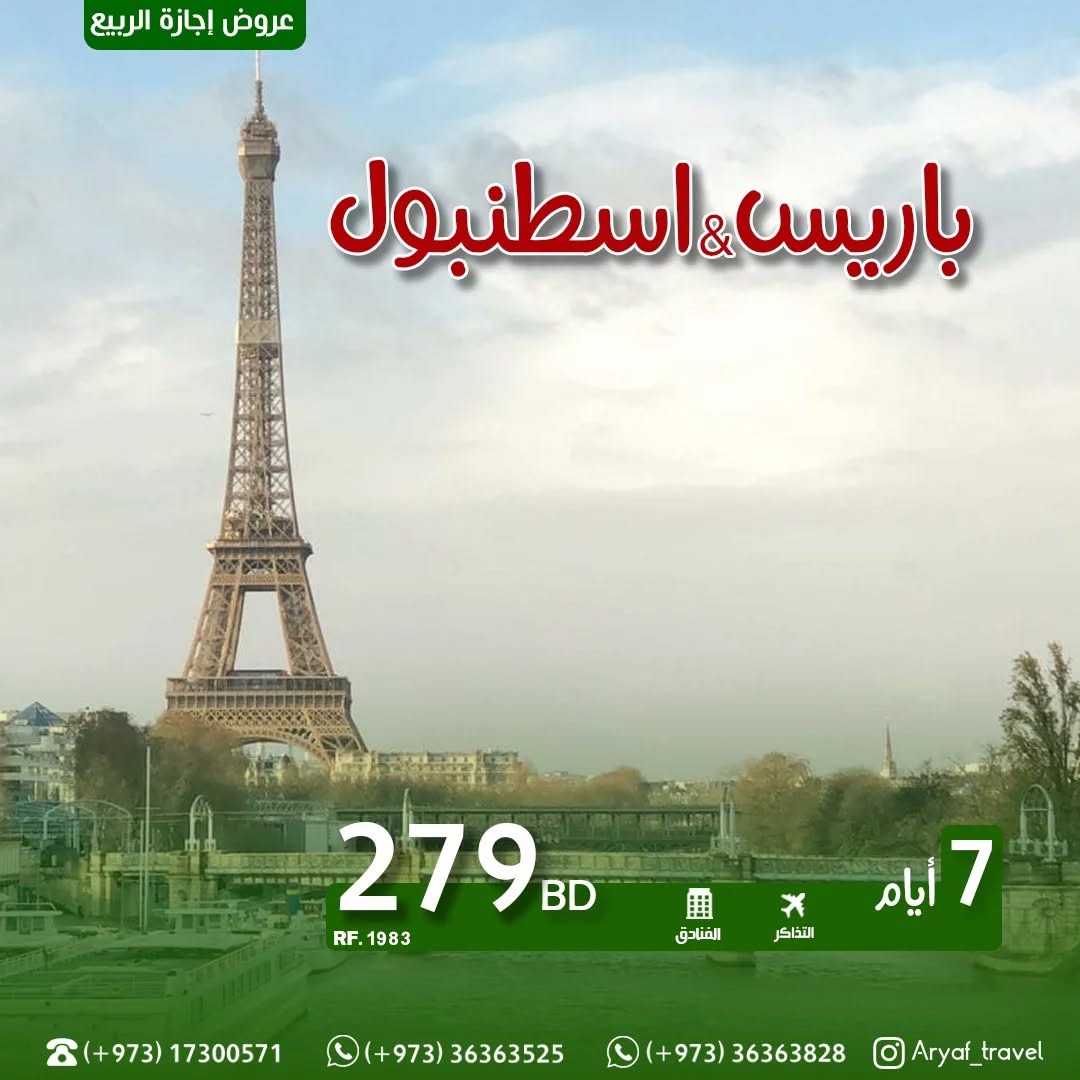 عروض إجازة الربيع
باريس & اسطنبول
7 أيام
التذاكر
الفنادق
279 BD
RF. 1983
(+973) 17300571
(+973) 36363525
(+973) 36363828
Aryaf_travel